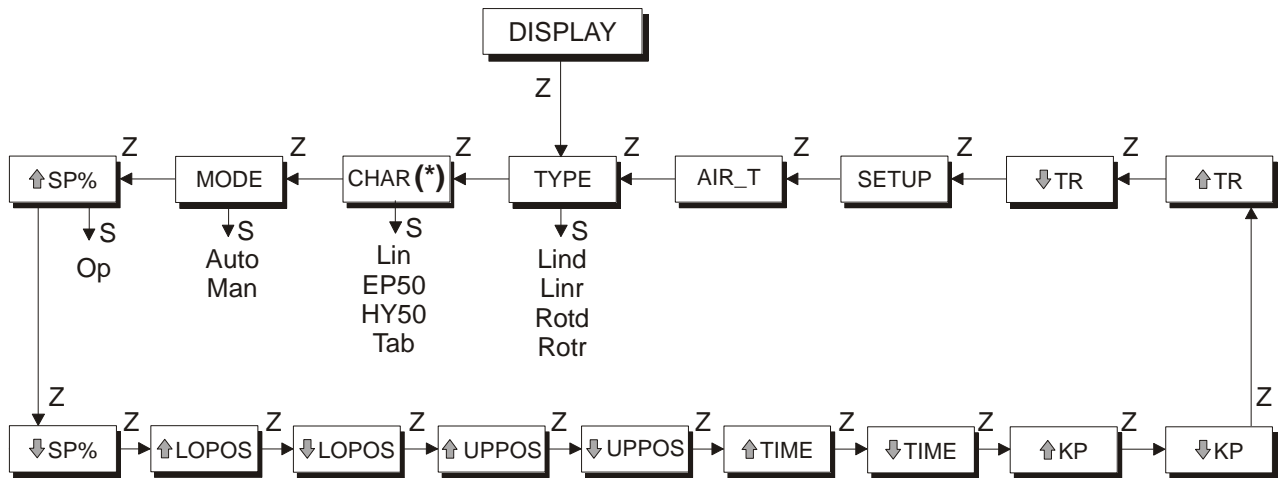 DISPLAY
Z
Z Z Z Z Z Z Z
⇧ SP% MODE CHAR (*) TYPE AIR_T SETUP ⇩ TR ⇧ TR
S S S S
Op Auto Lin Lind
Man EP50 Linr
HY50 Rotd
Tab Rotr
Z Z Z Z Z Z Z Z Z Z
⇩ SP% ⇧ LOPOS ⇩ LOPOS ⇧ UPPOS ⇩ UPPOS ⇧ TIME ⇩ TIME ⇧ KP ⇩ KP